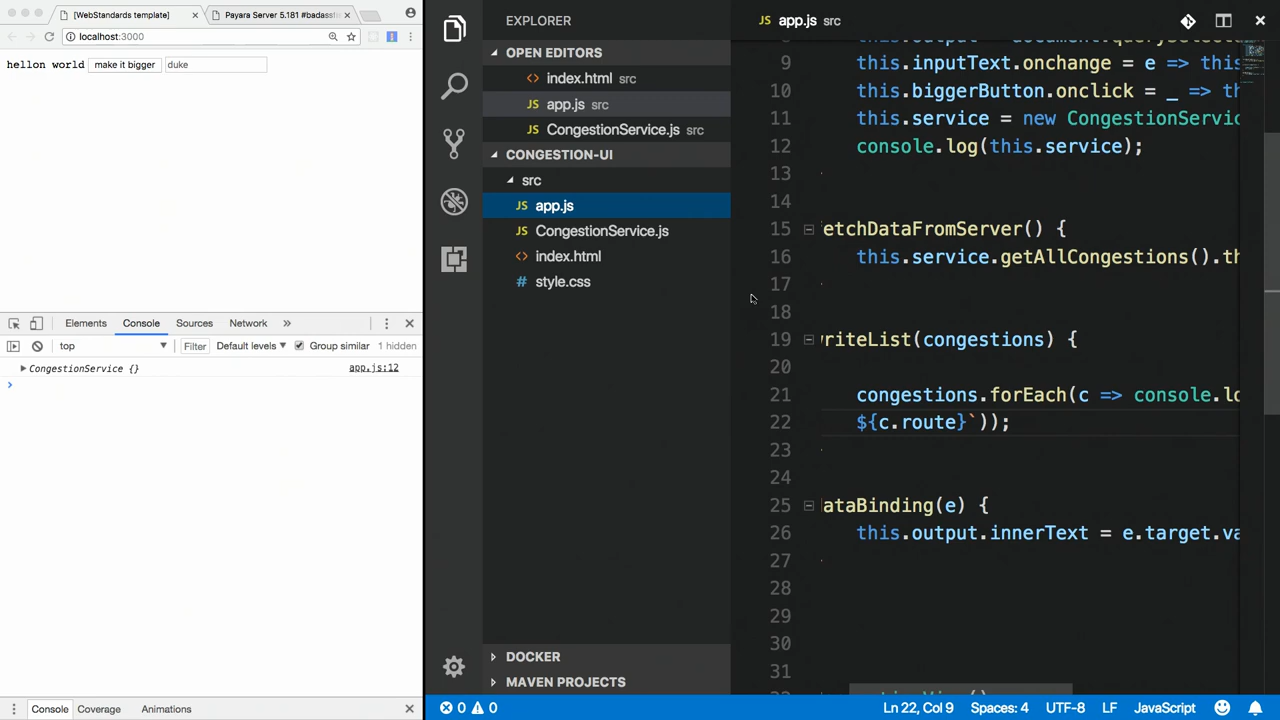 [WebStandards template]
Payara Server 5.181 #badassfis
localhost:3000
hellon world make it bigger duke
Elements Console Sources Network »
top Filter Default levels Group similar 1 hidden
CongestionService {} app.js:12
Console Coverage Animations
EXPLORER
OPEN EDITORS
<> index.html src
JS app.js src
JS CongestionService.js src
CONGESTION-UI
src
JS app.js
JS CongestionService.js
<> index.html
# style.css
DOCKER
MAVEN PROJECTS
JS app.js src
9 this.inputText.onchange = e => this
10 this.biggerButton.onclick = _ => th
11 this.service = new CongestionServic
12 console.log(this.service);
13
14
15 etchDataFromServer() {
16 this.service.getAllCongestions().th
17
18
19 riteList(congestions) {
20
21 congestions.forEach(c => console.lo
22 ${c.route}`));
23
24
25 ataBinding(e) {
26 this.output.innerText = e.target.va
27
28
29
30
31
0 0 Ln 22, Col 9 Spaces: 4 UTF-8 LF JavaScript